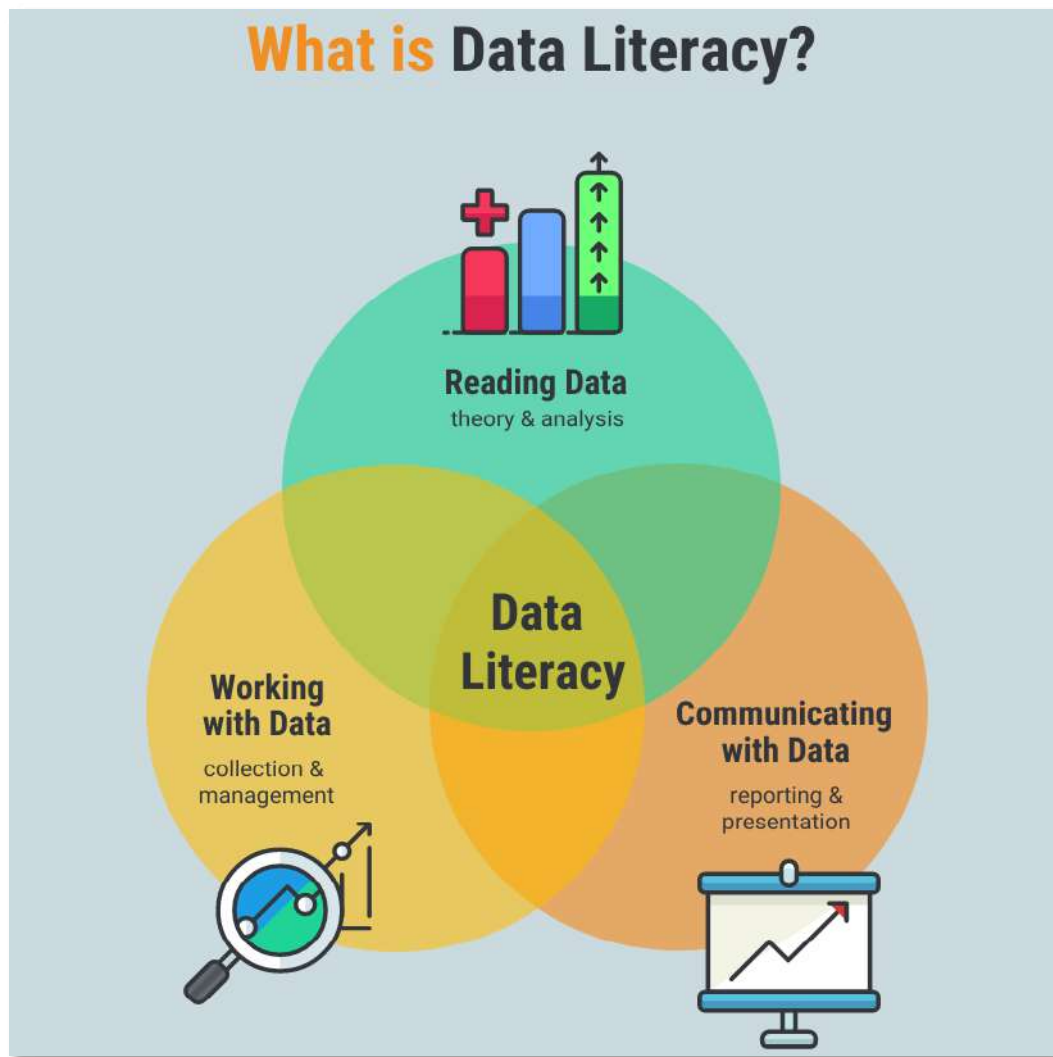 What is Data Literacy?
Reading Data
theory & analysis
Data
Literacy
Working
with Data
collection &
management
Communicating
with Data
reporting &
presentation